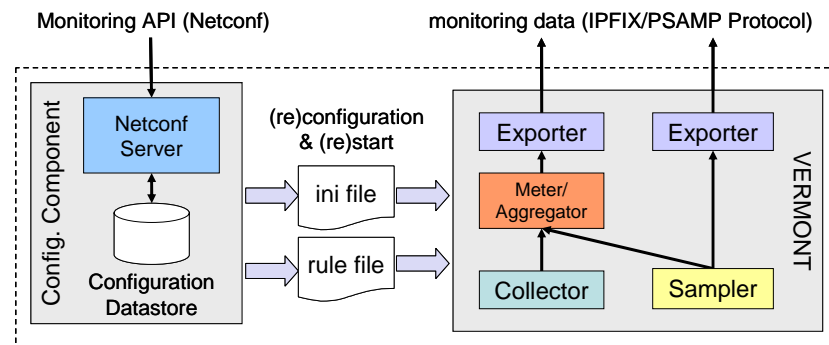 Monitoring API (Netconf)
monitoring data (IPFIX/PSAMP Protocol)
Config. Component
Netconf
Server
Configuration
Datastore
(re)configuration
& (re)start
ini file
rule file
Exporter
Exporter
Meter/
Aggregator
Collector
Sampler
VERMONT